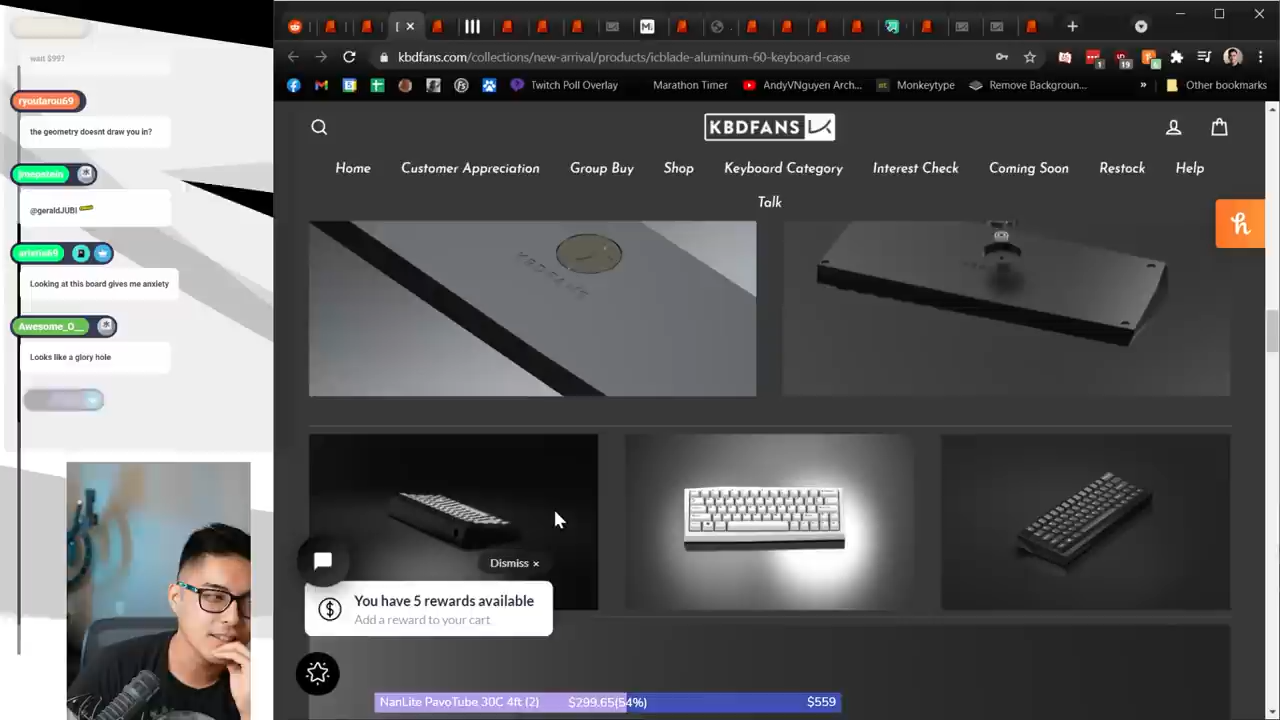 wait $99?
ryoutarou69
the geometry doesnt draw you in?
jmepstein
@geraldJUBI
Looking at this board gives me anxiety
Awesome_O__
Looks like a glory hole
kbdfans.com/collections/new-arrival/products/icblade-aluminum-60-keyboard-case
Twitch Poll Overlay
Marathon Timer
AndyVNguyen Arch...
Monkeytype
Remove Backgroun...
»
Other bookmarks
KBDFANS
Home
Customer Appreciation
Group Buy
Shop
Keyboard Category
Interest Check
Coming Soon
Restock
Help
Talk
KBDFANS
Dismiss ×
You have 5 rewards available
Add a reward to your cart
NanLite PavoTube 30C 4ft (2)
$299.65(54%)
$559